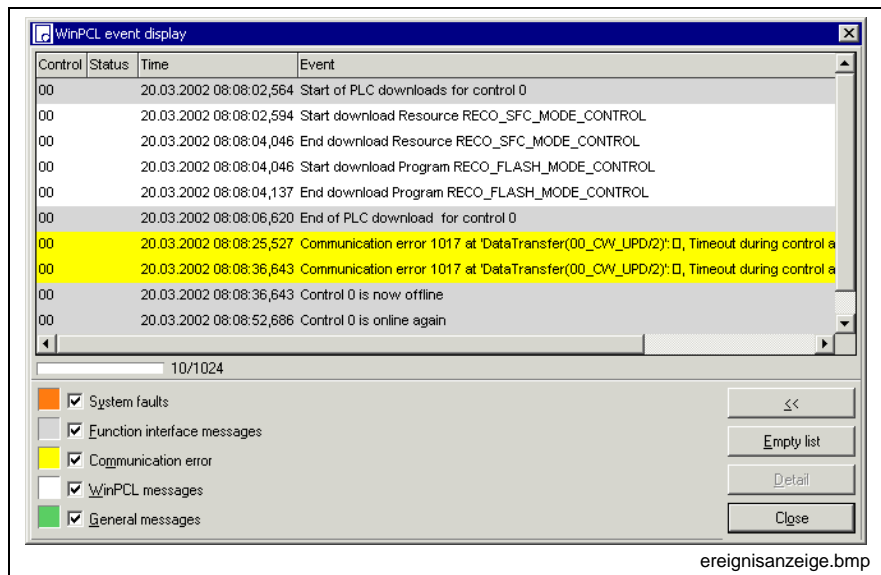 WinPCL event display
Control Status Time Event
00 20.03.2002 08:08:02,564 Start of PLC downloads for control 0
00 20.03.2002 08:08:02,594 Start download Resource RECO_SFC_MODE_CONTROL
00 20.03.2002 08:08:04,046 End download Resource RECO_SFC_MODE_CONTROL
00 20.03.2002 08:08:04,046 Start download Program RECO_FLASH_MODE_CONTROL
00 20.03.2002 08:08:04,137 End download Program RECO_FLASH_MODE_CONTROL
00 20.03.2002 08:08:06,620 End of PLC download for control 0
00 20.03.2002 08:08:25,527 Communication error 1017 at 'DataTransfer(00_CW_UPD/2)':▯, Timeout during control a
00 20.03.2002 08:08:36,643 Communication error 1017 at 'DataTransfer(00_CW_UPD/2)':▯, Timeout during control a
00 20.03.2002 08:08:36,643 Control 0 is now offline
00 20.03.2002 08:08:52,686 Control 0 is online again
10/1024
System faults
<<
Function interface messages
Empty list
Communication error
Detail
WinPCL messages
General messages
Close
ereignisanzeige.bmp